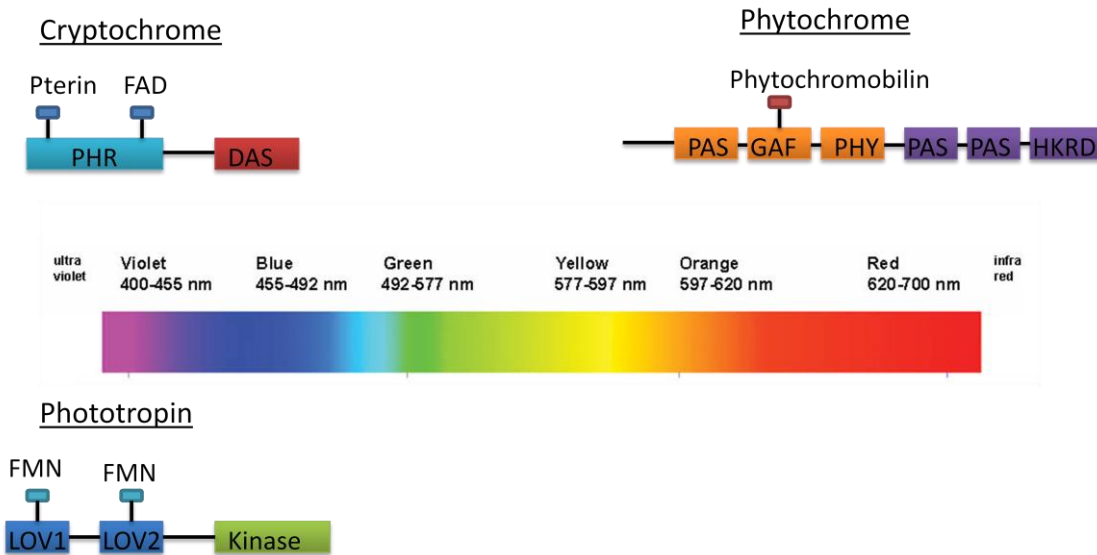 Cryptochrome
Pterin FAD
PHR DAS
Phytochrome
Phytochromobilin
PAS GAF PHY PAS PAS HKRD
ultra violet
Violet
400-455 nm
Blue
455-492 nm
Green
492-577 nm
Yellow
577-597 nm
Orange
597-620 nm
Red
620-700 nm
infra red
Phototropin
FMN FMN
LOV1 LOV2 Kinase